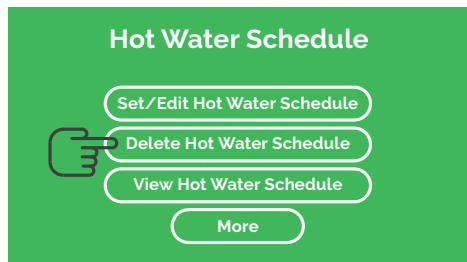 Hot Water Schedule
Set/Edit Hot Water Schedule
Delete Hot Water Schedule
View Hot Water Schedule
More